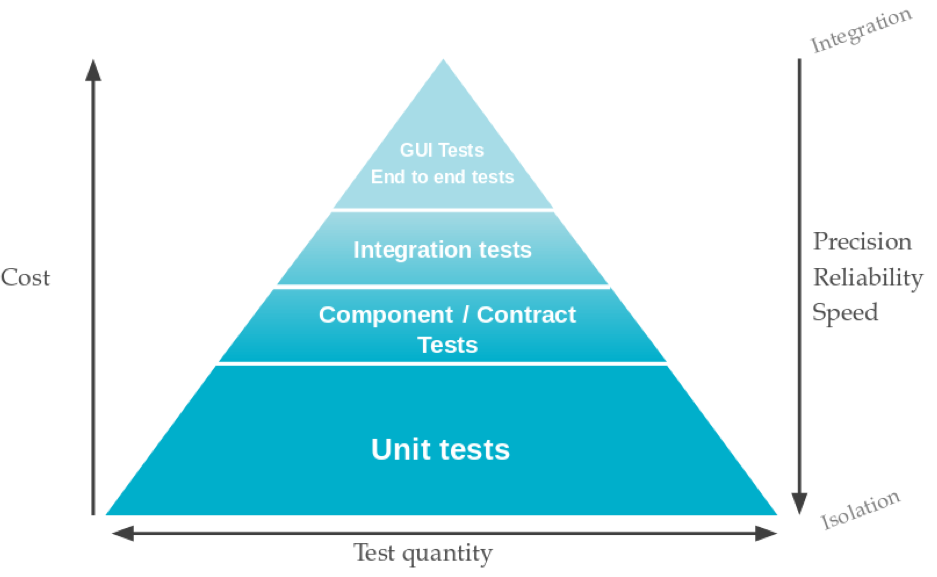 Integration
GUI Tests
End to end tests
Integration tests
Component / Contract
Tests
Unit tests
Cost
Precision
Reliability
Speed
Isolation
Test quantity